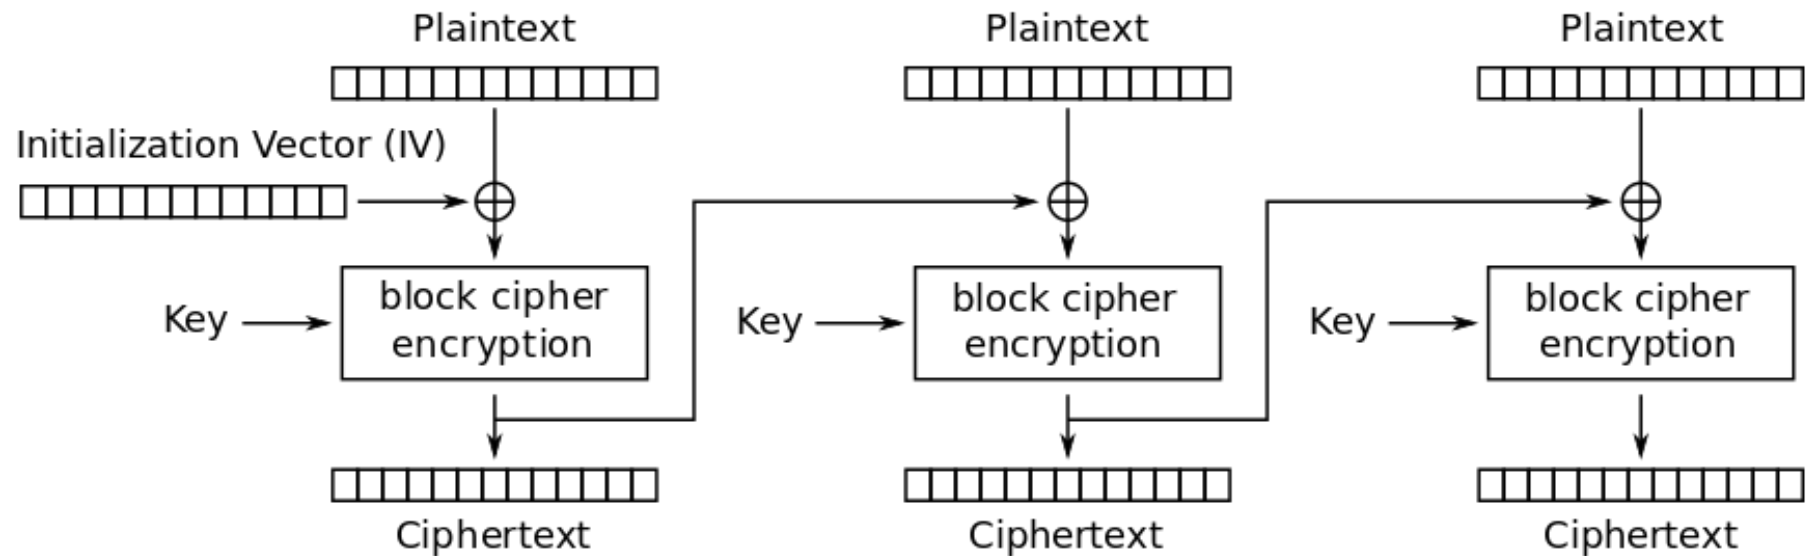 Plaintext
Plaintext
Plaintext
Initialization Vector (IV)
Key
block cipher
encryption
Key
block cipher
encryption
Key
block cipher
encryption
Ciphertext
Ciphertext
Ciphertext